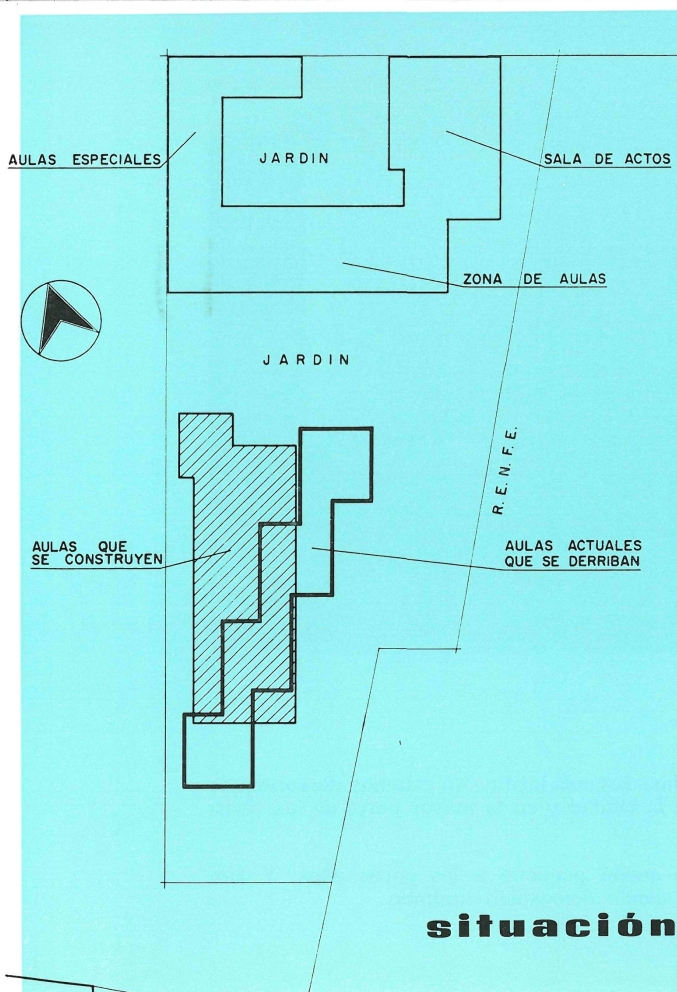 AULAS ESPECIALES
JARDIN
SALA DE ACTOS
ZONA DE AULAS
JARDIN
R.E.N.F.E.
AULAS QUE
SE CONSTRUYEN
AULAS ACTUALES
QUE SE DERRIBAN
situación